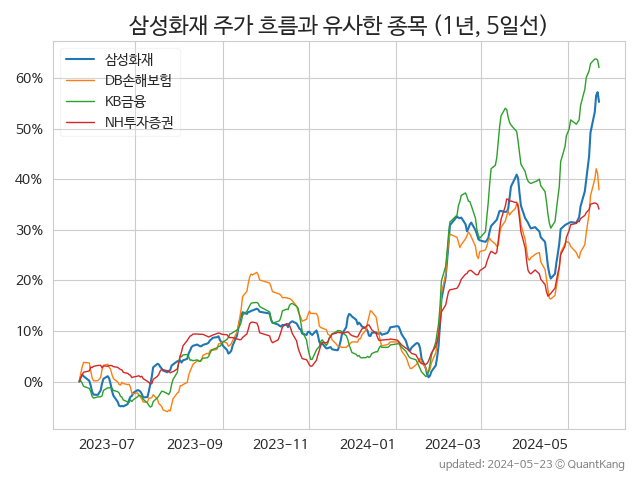 삼성화재 주가 흐름과 유사한 종목 (1년, 5일선)
삼성화재
DB손해보험
KB금융
NH투자증권
60%
50%
40%
30%
20%
10%
0%
2023-07
2023-09
2023-11
2024-01
2024-03
2024-05
updated: 2024-05-23 © QuantKang